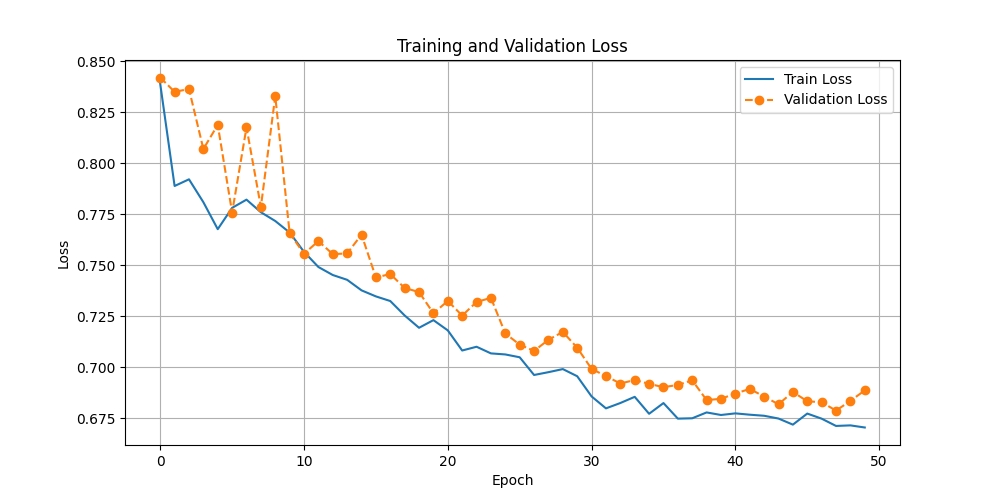 Training and Validation Loss
Train Loss
Validation Loss
Loss
0.850
0.825
0.800
0.775
0.750
0.725
0.700
0.675
0 10 20 30 40 50
Epoch